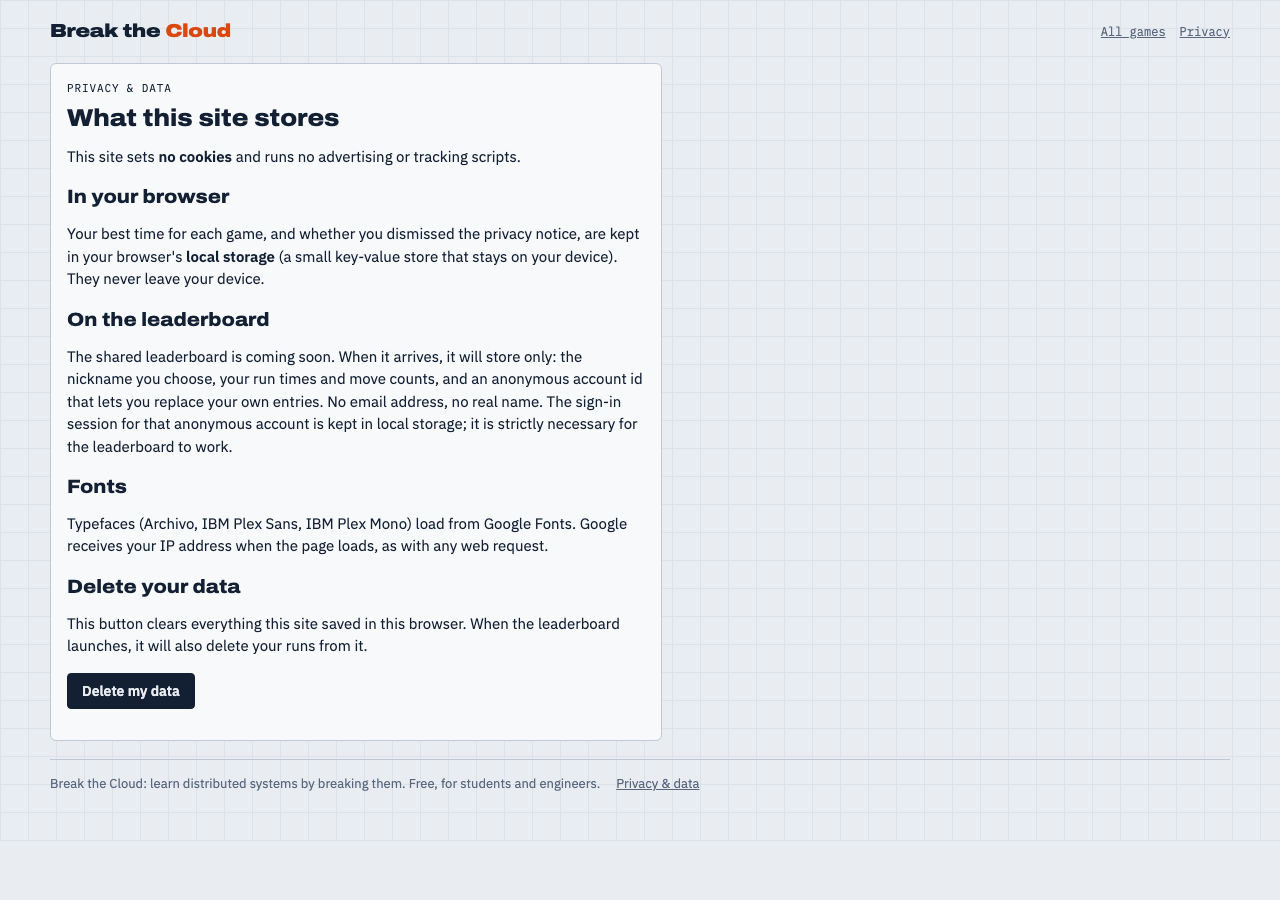 Break the Cloud
All games Privacy
PRIVACY & DATA
What this site stores
This site sets no cookies and runs no advertising or tracking scripts.
In your browser
Your best time for each game, and whether you dismissed the privacy notice, are kept
in your browser's local storage (a small key-value store that stays on your device).
They never leave your device.
On the leaderboard
The shared leaderboard is coming soon. When it arrives, it will store only: the
nickname you choose, your run times and move counts, and an anonymous account id
that lets you replace your own entries. No email address, no real name. The sign-in
session for that anonymous account is kept in local storage; it is strictly necessary for
the leaderboard to work.
Fonts
Typefaces (Archivo, IBM Plex Sans, IBM Plex Mono) load from Google Fonts. Google
receives your IP address when the page loads, as with any web request.
Delete your data
This button clears everything this site saved in this browser. When the leaderboard
launches, it will also delete your runs from it.
Delete my data
Break the Cloud: learn distributed systems by breaking them. Free, for students and engineers. Privacy & data